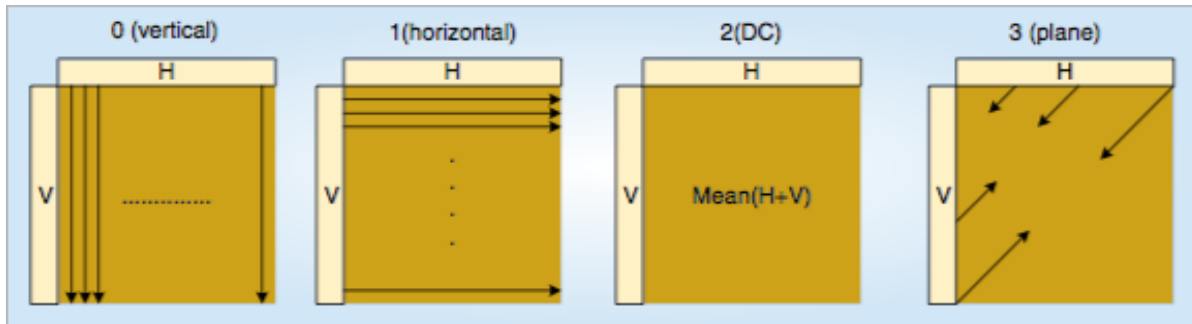 0 (vertical)
1(horizontal)
2(DC)
3 (plane)
H
H
H
H
V
V
V
V
Mean(H+V)